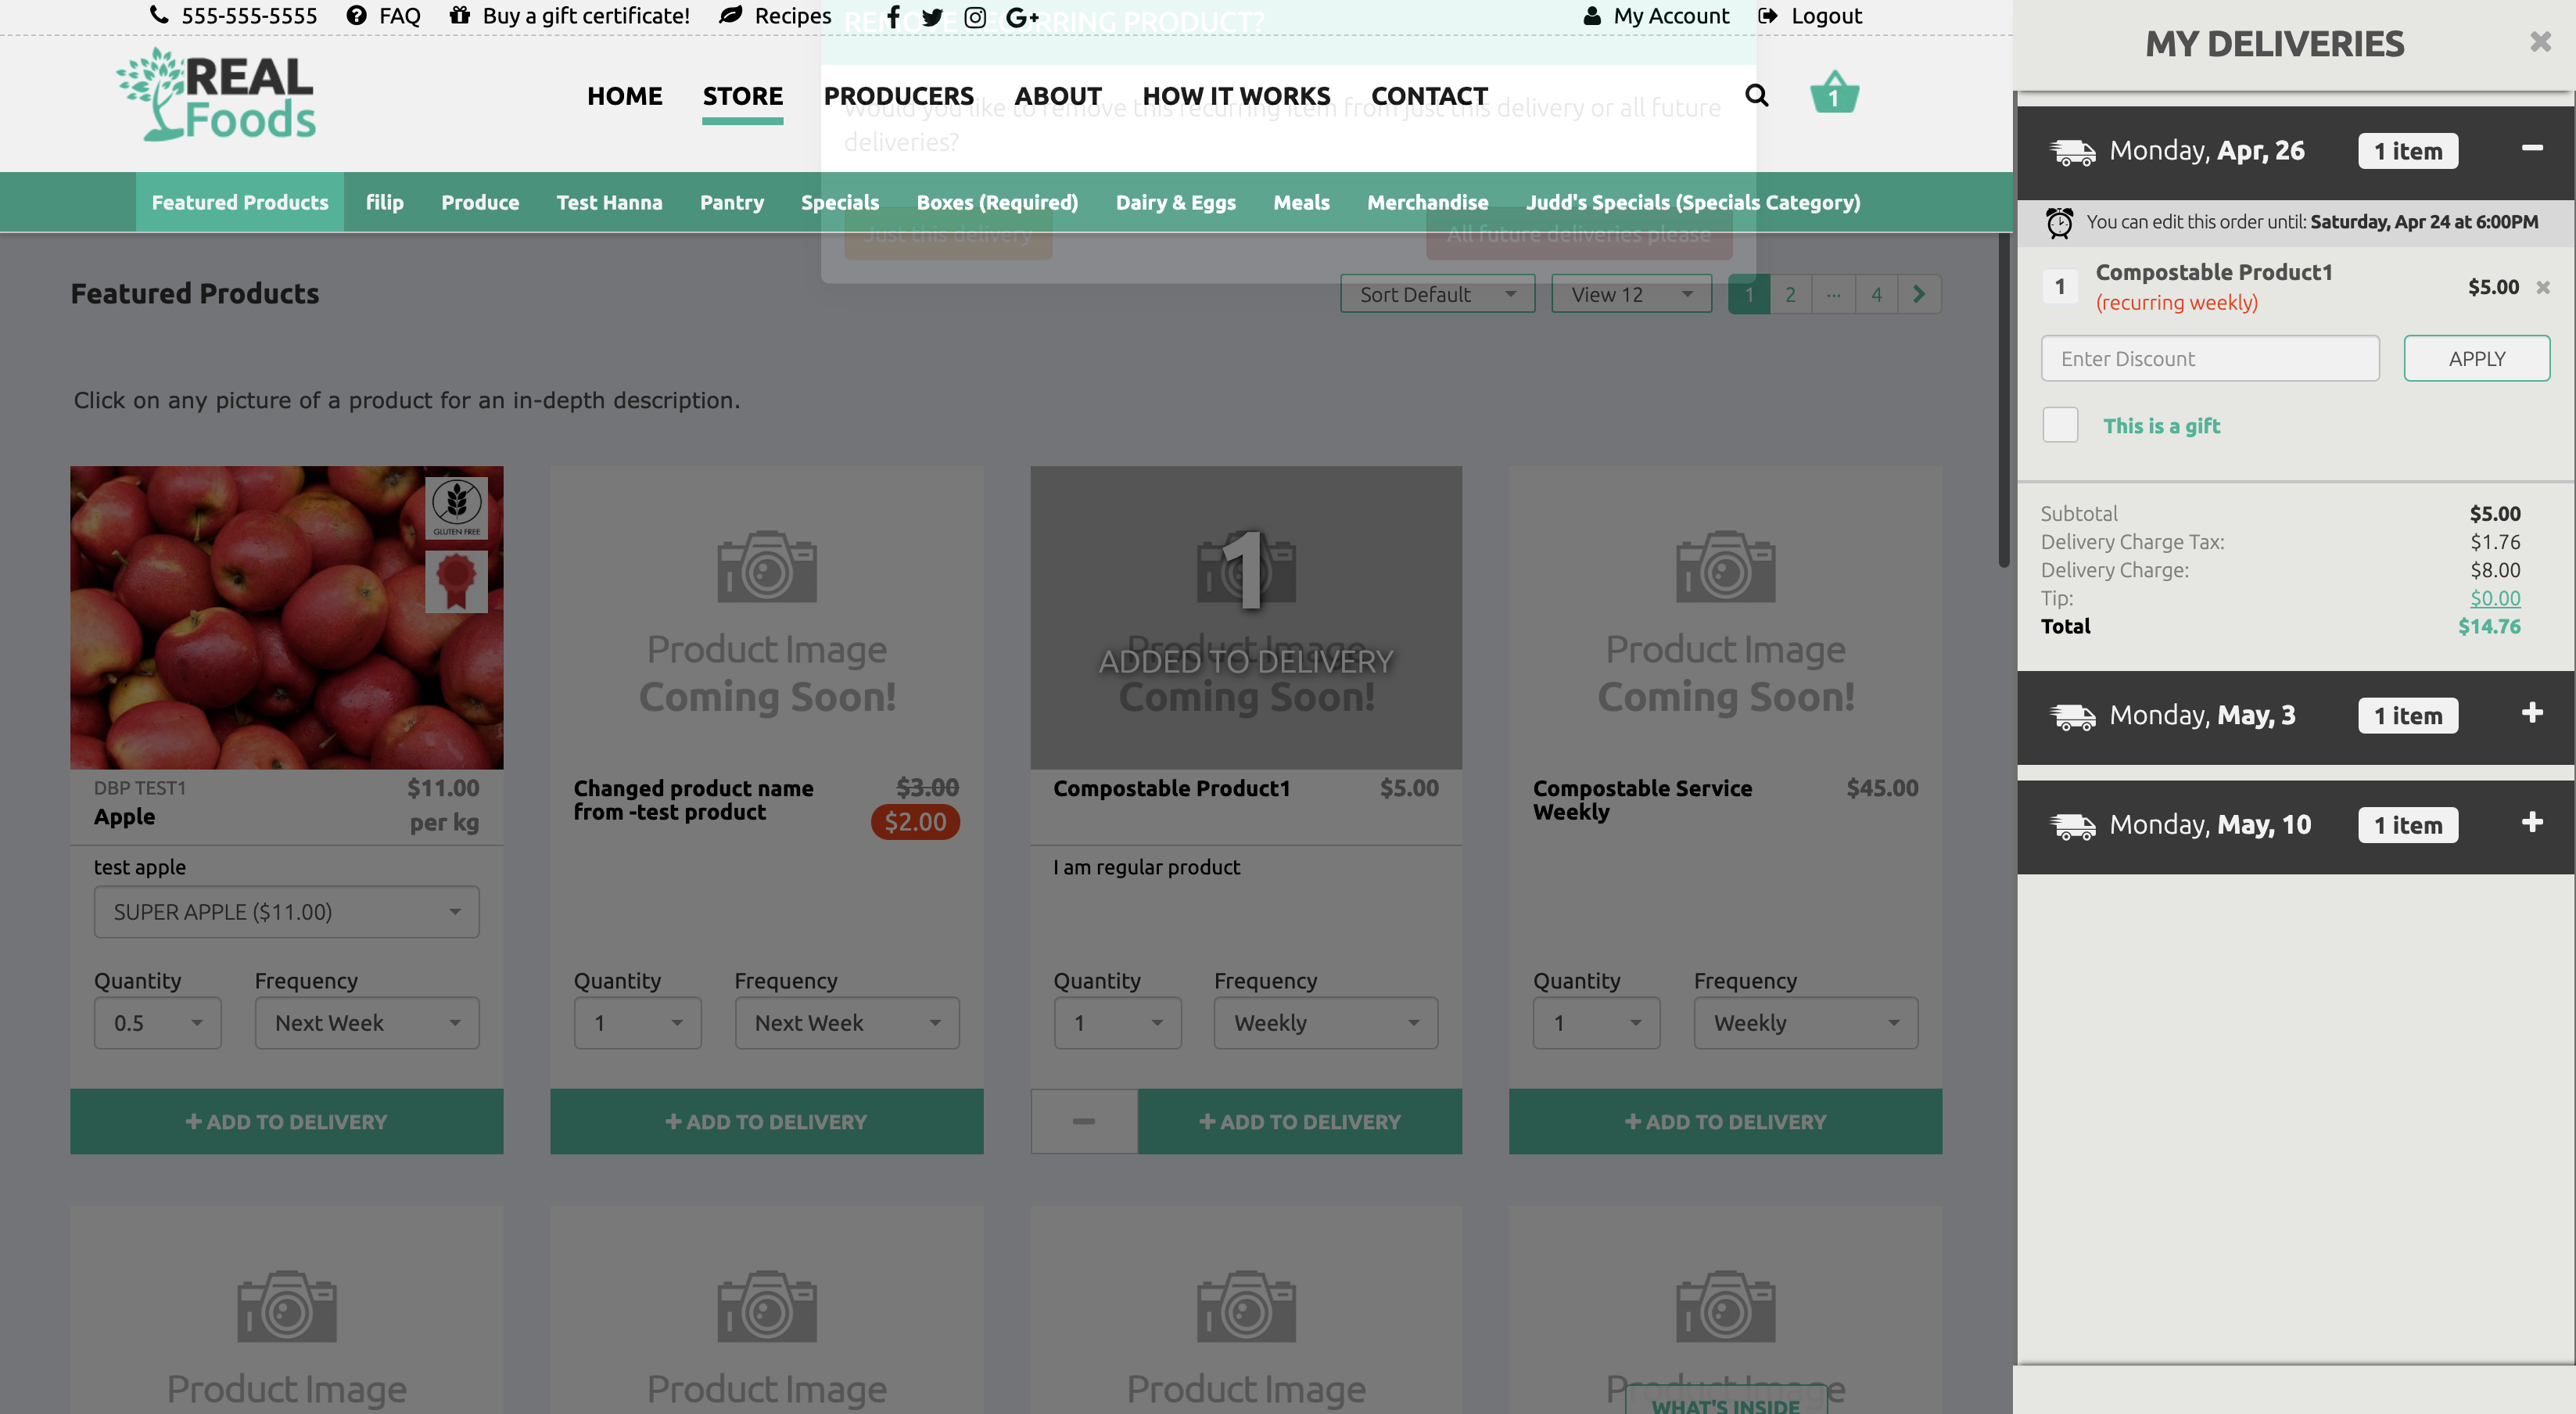 555-555-5555 FAQ Buy a gift certificate! Recipes G+ My Account Logout
REMOVE RECURRING PRODUCT?
REAL
Foods
HOME STORE PRODUCERS ABOUT HOW IT WORKS CONTACT 1
Would you like to remove this recurring item from just this delivery or all future
deliveries?
Featured Products filip Produce Test Hanna Pantry Specials Boxes (Required) Dairy & Eggs Meals Merchandise Judd's Specials (Specials Category)
Just this delivery All future deliveries please
Featured Products Sort Default View 12 1 2 ... 4
Click on any picture of a product for an in-depth description.
GLUTEN FREE
Product Image
Coming Soon!
1
ADDED TO DELIVERY
Product Image
Coming Soon!
Product Image
Coming Soon!
DBP TEST1 $11.00
Apple per kg
test apple
SUPER APPLE ($11.00)
Quantity Frequency
0.5 Next Week
+ ADD TO DELIVERY
Changed product name $3.00
from -test product $2.00
Quantity Frequency
1 Next Week
+ ADD TO DELIVERY
Compostable Product1 $5.00
I am regular product
Quantity Frequency
1 Weekly
+ ADD TO DELIVERY
Compostable Service $45.00
Weekly
Quantity Frequency
1 Weekly
+ ADD TO DELIVERY
Product Image
Product Image
Product Image
Product Image
WHAT'S INSIDE
MY DELIVERIES
Monday, Apr, 26 1 item
You can edit this order until: Saturday, Apr 24 at 6:00PM
1 Compostable Product1 $5.00
(recurring weekly)
Enter Discount APPLY
This is a gift
Subtotal $5.00
Delivery Charge Tax: $1.76
Delivery Charge: $8.00
Tip: $0.00
Total $14.76
Monday, May, 3 1 item
Monday, May, 10 1 item